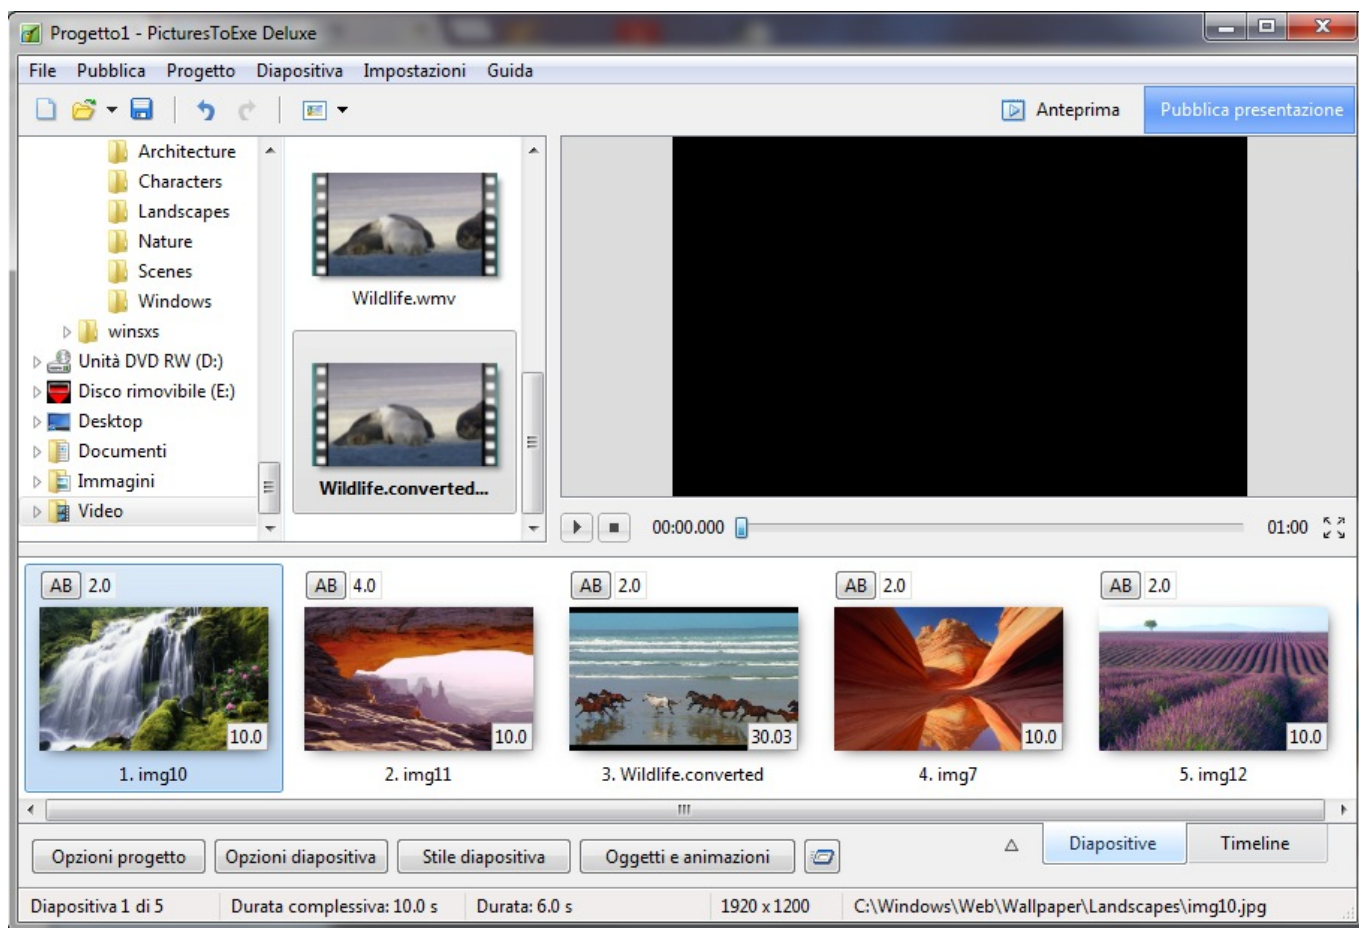 Progetto1 - PicturesToExe Deluxe
File Pubblica Progetto Diapositiva Impostazioni Guida
Anteprima Pubblica presentazione
Architecture
Characters
Landscapes
Nature
Scenes
Windows
winsxs
Unità DVD RW (D:)
Disco rimovibile (E:)
Desktop
Documenti
Immagini
Video
Wildlife.wmv
Wildlife.converted...
00:00.000 01:00
AB 2.0 AB 4.0 AB 2.0 AB 2.0 AB 2.0
10.0 10.0 30.03 10.0 10.0
1. img10 2. img11 3. Wildlife.converted 4. img7 5. img12
Opzioni progetto Opzioni diapositiva Stile diapositiva Oggetti e animazioni Diapositive Timeline
Diapositiva 1 di 5 Durata complessiva: 10.0 s Durata: 6.0 s 1920 x 1200 C:\Windows\Web\Wallpaper\Landscapes\img10.jpg